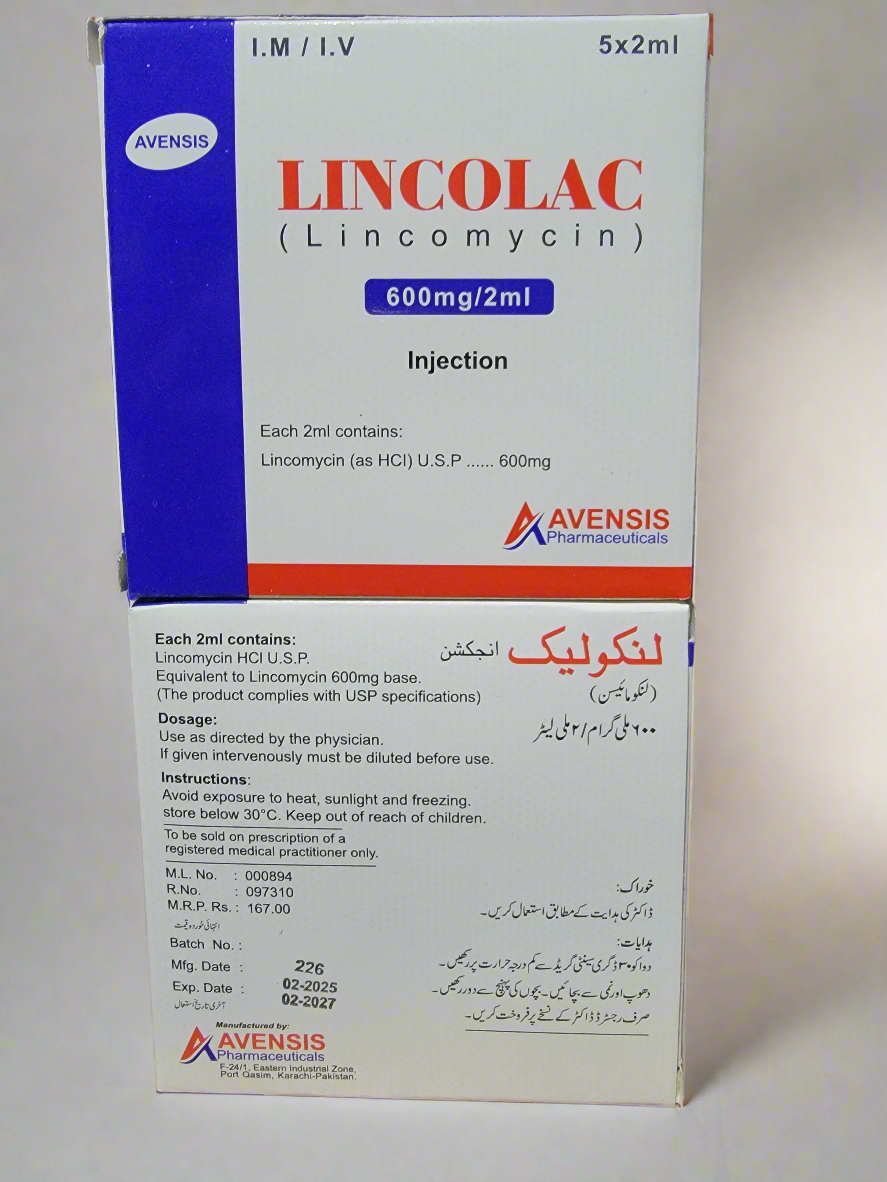 I.M / I.V
5x2ml
AVENSIS
LINCOLAC
(Lincomycin)
600mg/2ml
Injection
Each 2ml contains:
Lincomycin (as HCl) U.S.P ...... 600mg
AVENSIS
Pharmaceuticals
Each 2ml contains:
Lincomycin HCl U.S.P.
Equivalent to Lincomycin 600mg base.
(The product complies with USP specifications)
Dosage:
Use as directed by the physician.
If given intervenously must be diluted before use.
Instructions:
Avoid exposure to heat, sunlight and freezing.
store below 30°C. Keep out of reach of children.
To be sold on prescription of a
registered medical practitioner only.
M.L. No. : 000894
R.No. : 097310
M.R.P. Rs. : 167.00
انتہائی خوردہ قیمت
Batch No. :
Mfg. Date : 226
Exp. Date : 02-2025
آخری تاریخ استعمال 02-2027
Manufactured by:
AVENSIS
Pharmaceuticals
F-24/1, Eastern Industrial Zone,
Port Qasim, Karachi-Pakistan.
لنکولیک انجکشن
(لنکومائیسن)
۶۰۰ ملی گرام/۲ ملی لیٹر
خوراک:
ڈاکٹر کی ہدایت کے مطابق استعمال کریں۔
ہدایات:
دوا کو ۳۰ ڈگری سینٹی گریڈ سے کم درجہ حرارت پر رکھیں۔
دھوپ اور نمی سے بچائیں۔ بچوں کی پہنچ سے دور رکھیں۔
صرف رجسٹرڈ ڈاکٹر کے نسخے پر فروخت کریں۔